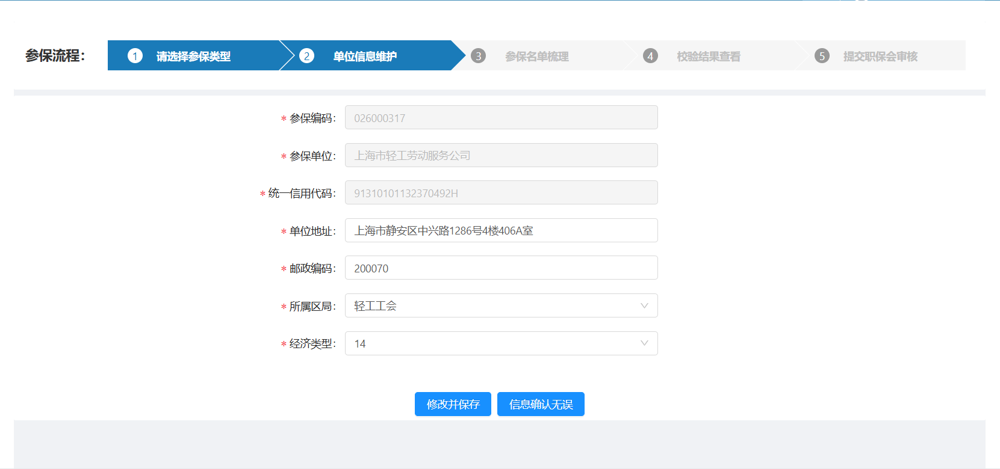 参保流程：
1 请选择参保类型
2 单位信息维护
3 参保名单梳理
4 校验结果查看
5 提交职保会审核
* 参保编码： 026000317
* 参保单位： 上海市轻工劳动服务公司
* 统一信用代码： 91310101132370492H
* 单位地址： 上海市静安区中兴路1286号4楼406A室
* 邮政编码： 200070
* 所属区局： 轻工工会
* 经济类型： 14
修改并保存 信息确认无误